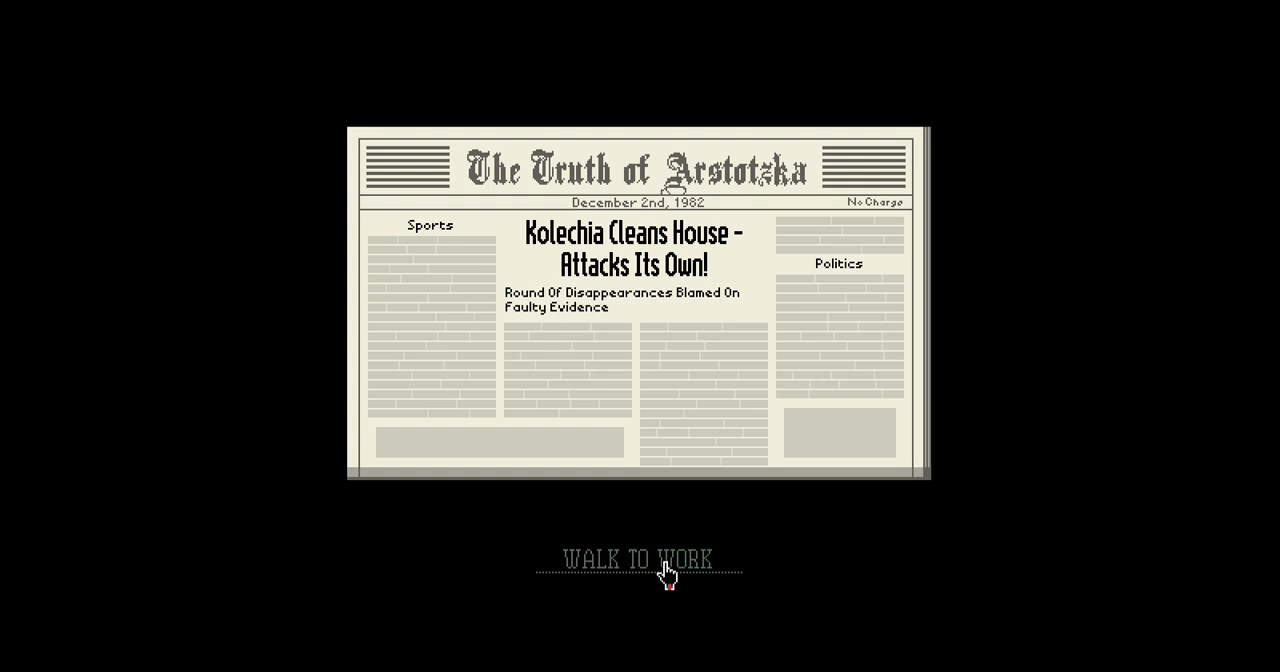 The Truth of Arstotzka
December 2nd, 1982
No Charge
Sports
Kolechia Cleans House -
Attacks Its Own!
Round Of Disappearances Blamed On
Faulty Evidence
Politics
WALK TO WORK